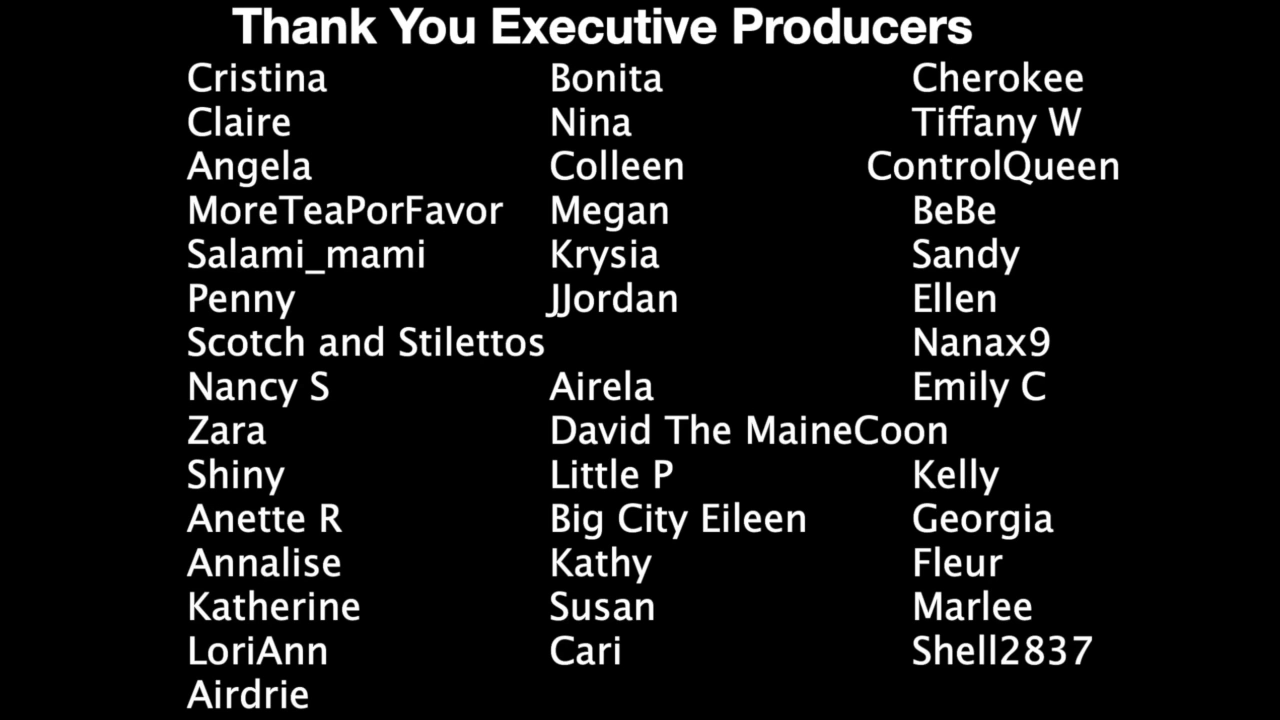 Thank You Executive Producers
Cristina Bonita Cherokee
Claire Nina Tiffany W
Angela Colleen ControlQueen
MoreTeaPorFavor Megan BeBe
Salami_mami Krysia Sandy
Penny JJordan Ellen
Scotch and Stilettos Nanax9
Nancy S Airela Emily C
Zara David The MaineCoon
Shiny Little P Kelly
Anette R Big City Eileen Georgia
Annalise Kathy Fleur
Katherine Susan Marlee
LoriAnn Cari Shell2837
Airdrie